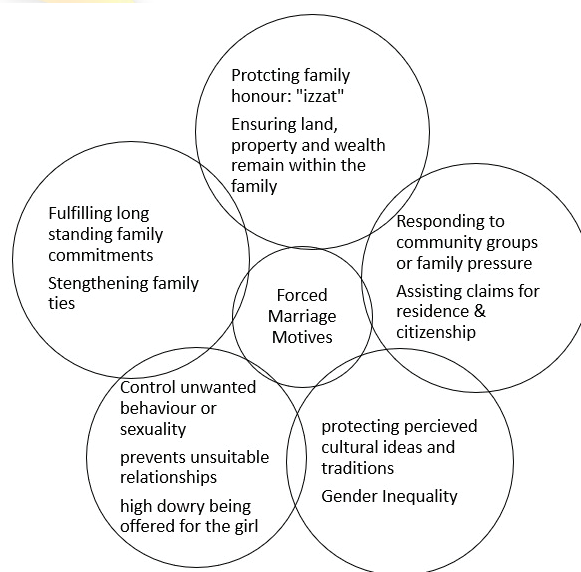 Protcting family
honour: "izzat"
Ensuring land,
property and wealth
remain within the
family
Fulfilling long
standing family
commitments
Stengthening family
ties
Responding to
community groups
or family pressure
Assisting claims for
residence &
citizenship
Forced
Marriage
Motives
Control unwanted
behaviour or
sexuality
prevents unsuitable
relationships
high dowry being
offered for the girl
protecting percieved
cultural ideas and
traditions
Gender Inequality